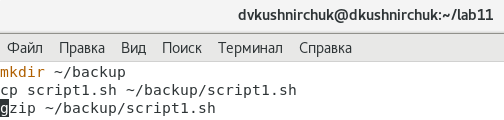 dvkushnirchuk@dkushnirchuk:~/lab11
Файл Правка Вид Поиск Терминал Справка
mkdir ~/backup
cp script1.sh ~/backup/script1.sh
gzip ~/backup/script1.sh